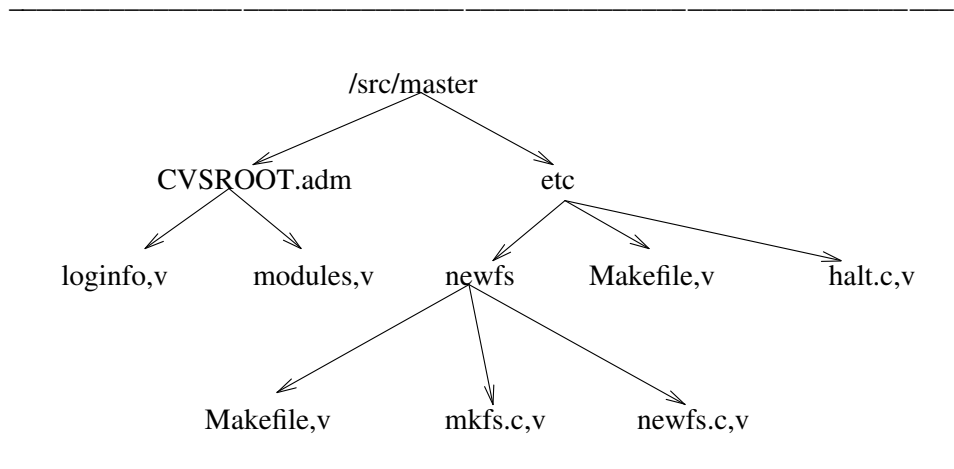 /src/master
CVSROOT.adm etc
loginfo,v modules,v newfs Makefile,v halt.c,v
Makefile,v mkfs.c,v newfs.c,v